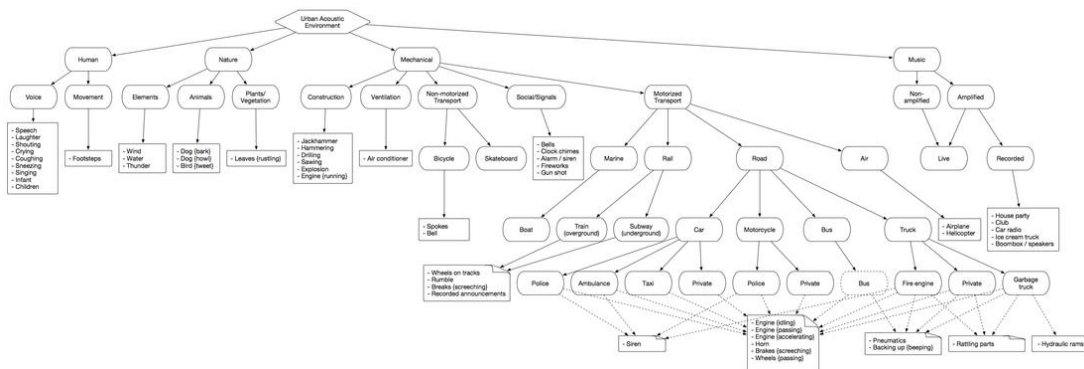 Urban Acoustic
Environment
Human
Nature
Mechanical
Music
Voice
Movement
Elements
Animals
Plants/
Vegetation
Construction
Ventilation
Non-motorized
Transport
Social/Signals
Motorized
Transport
Non-
amplified
Amplified
- Speech
- Laughter
- Shouting
- Crying
- Coughing
- Sneezing
- Singing
- Infant
- Children
- Footsteps
- Wind
- Water
- Thunder
- Dog {bark}
- Dog {howl}
- Bird {tweet}
- Leaves {rustling}
- Jackhammer
- Hammering
- Drilling
- Sawing
- Explosion
- Engine {running}
- Air conditioner
Bicycle
Skateboard
- Bells
- Clock chimes
- Alarm / siren
- Fireworks
- Gun shot
Marine
Rail
Road
Air
Live
Recorded
- Spokes
- Bell
Boat
Train
(overground)
Subway
(underground)
Car
Motorcycle
Bus
Truck
- Airplane
- Helicopter
- House party
- Club
- Car radio
- Ice cream truck
- Boombox / speakers
- Wheels on tracks
- Rumble
- Breaks {screeching}
- Recorded announcements
Police
Ambulance
Taxi
Private
Police
Private
Bus
Fire engine
Private
Garbage
truck
- Siren
- Engine {idling}
- Engine {passing}
- Engine {accelerating}
- Horn
- Brakes {screeching}
- Wheels {passing}
- Pneumatics
- Backing up {beeping}
- Rattling parts
- Hydraulic rams